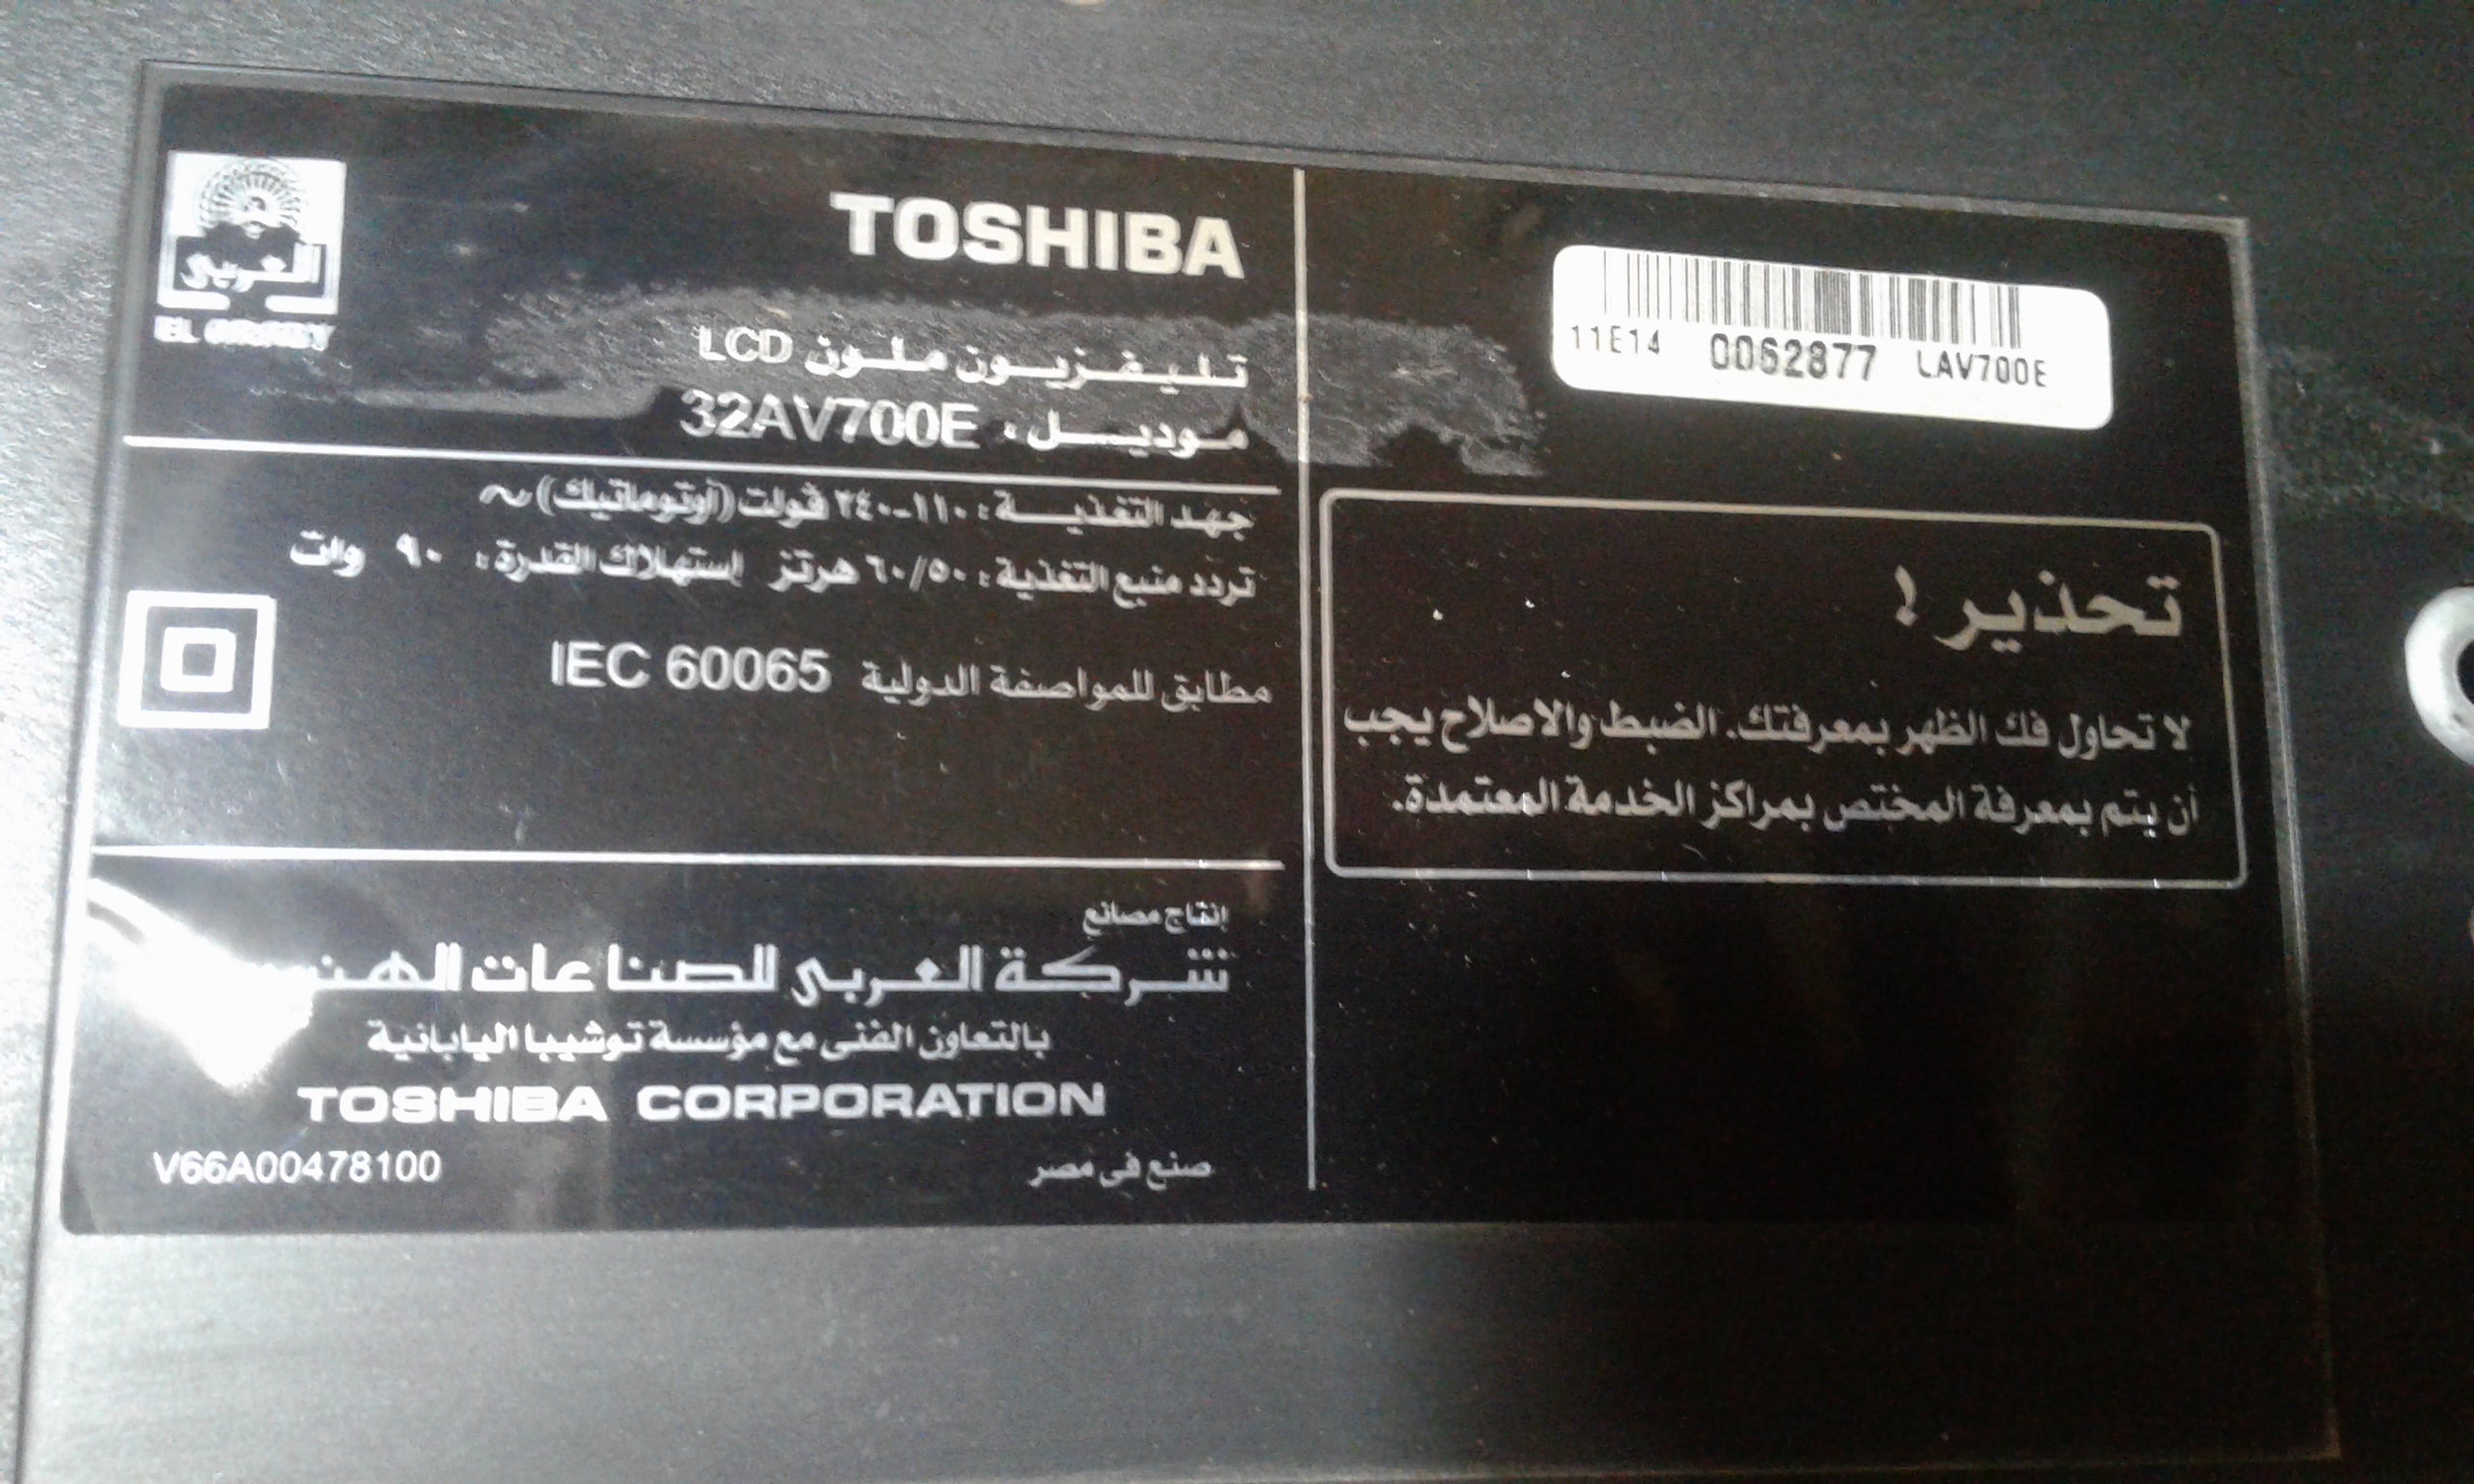 العربى
EL ARABY
TOSHIBA
تليفزيون ملون LCD
موديل: 32AV700E
جهد التغذية: ١١٠-٢٤٠ ڤولت (أوتوماتيك) ~
تردد منبع التغذية: ٦٠/٥٠ هرتز إستهلاك القدرة: ٩٠ وات
مطابق للمواصفة الدولية IEC 60065
إنتاج مصانع
شركة العربى للصناعات
بالتعاون الفنى مع مؤسسة توشيبا اليابانية
TOSHIBA CORPORATION
صنع فى مصر
V66A00478100
11E14 0062877 LAV700E
تحذير !
لا تحاول فك الظهر بمعرفتك. الضبط والاصلاح يجب
أن يتم بمعرفة المختص بمراكز الخدمة المعتمدة.